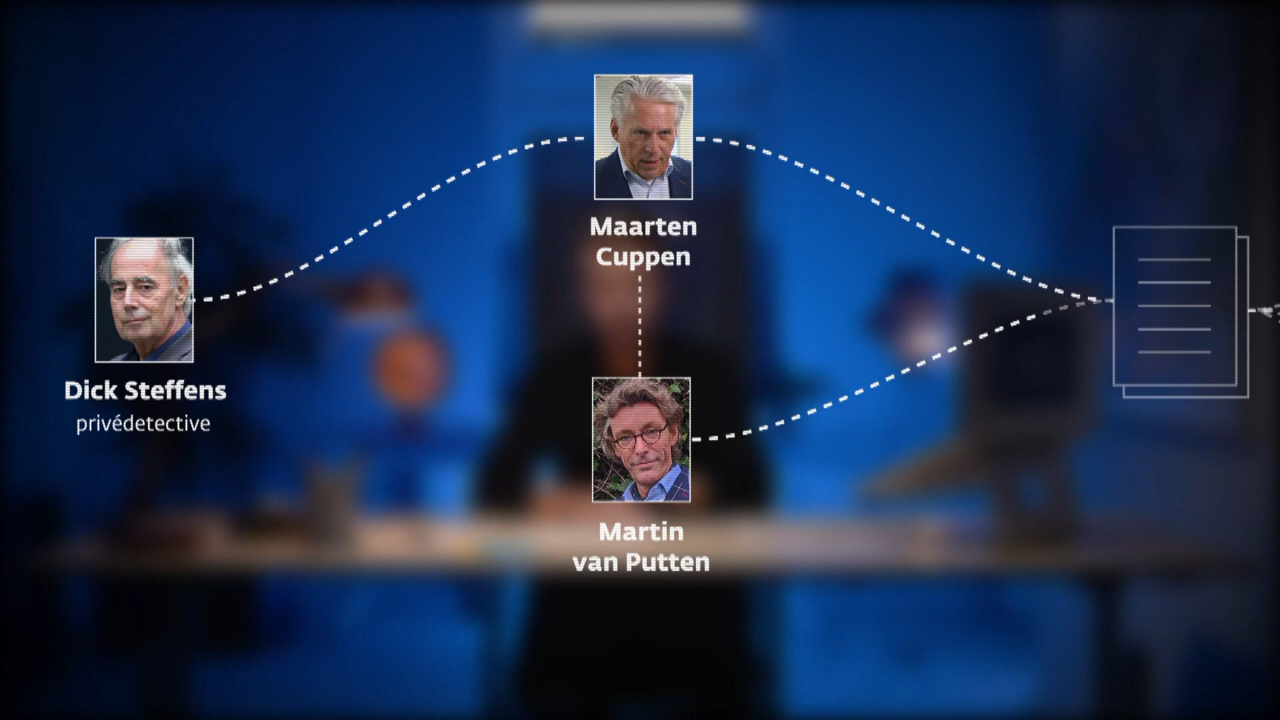 Maarten
Cuppen
Dick Steffens
privédetective
Martin
van Putten